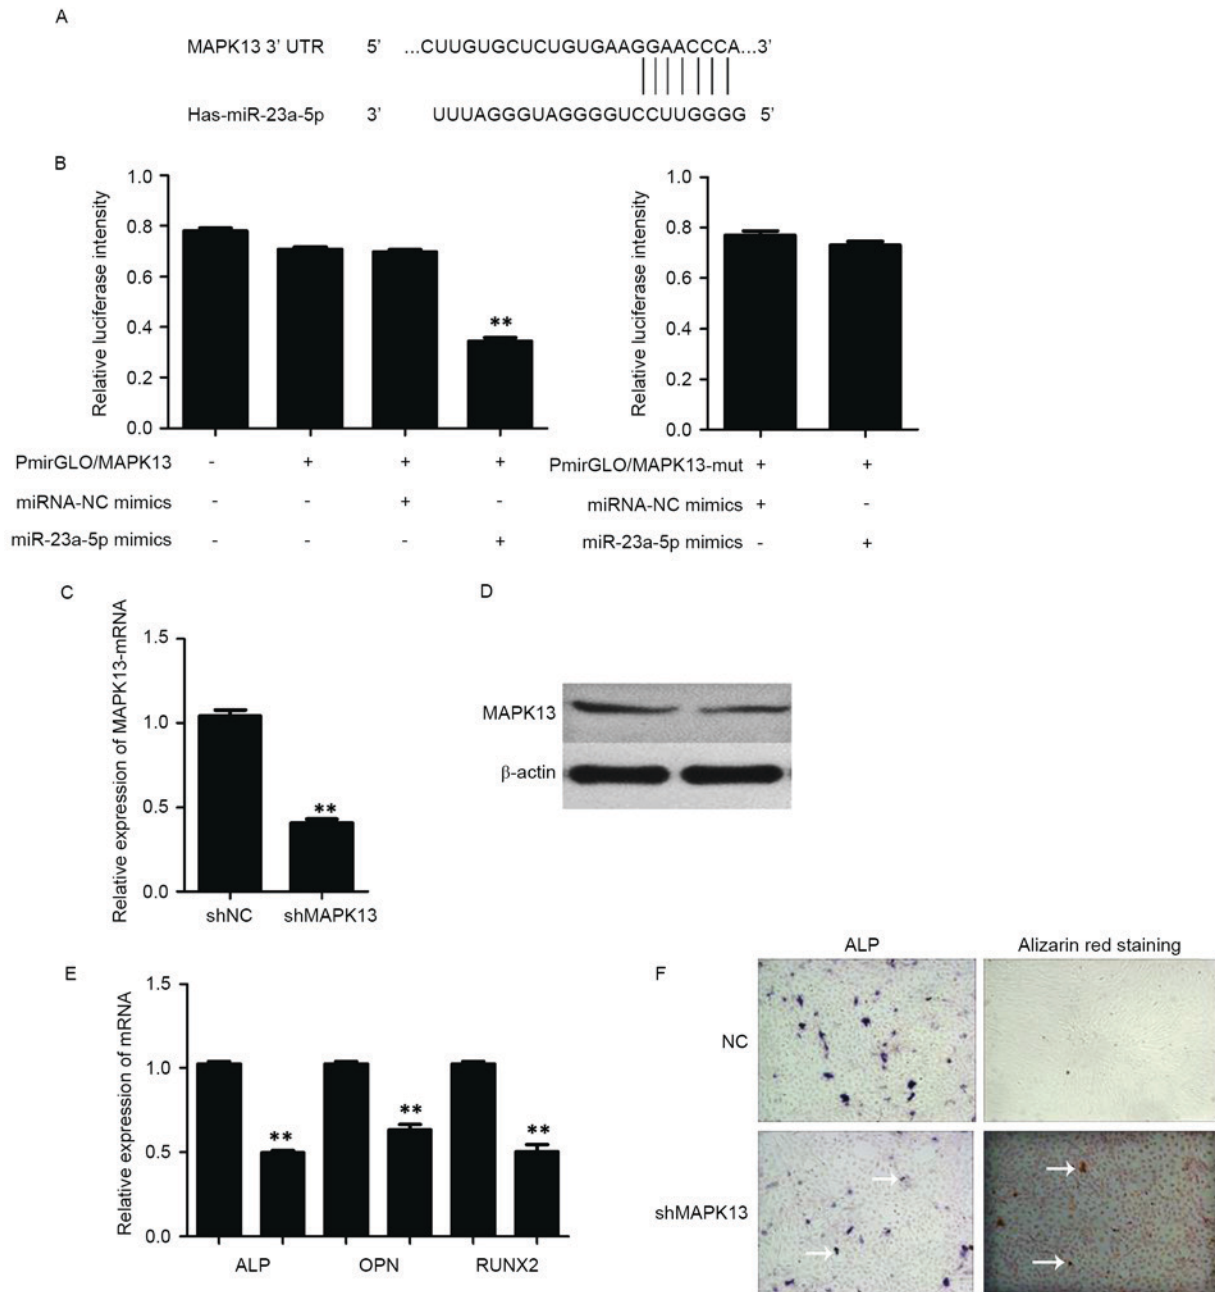 A
MAPK13 3' UTR 5' ...CUUGUGCUCUGUGAAGGAACCCA...3'
Has-miR-23a-5p 3' UUUAGGGUAGGGGUCCUUGGGG 5'
B
Relative luciferase intensity
1.0
0.8
0.6
0.4
0.2
0.0
**
PmirGLO/MAPK13 - + + +
miRNA-NC mimics - - + -
miR-23a-5p mimics - - - +
Relative luciferase intensity
1.0
0.8
0.6
0.4
0.2
0.0
PmirGLO/MAPK13-mut + +
miRNA-NC mimics + -
miR-23a-5p mimics - +
C
Relative expression of MAPK13-mRNA
1.5
1.0
0.5
0.0
**
shNC shMAPK13
D
MAPK13
β-actin
E
Relative expression of mRNA
1.5
1.0
0.5
0.0
** ** **
ALP OPN RUNX2
F
ALP Alizarin red staining
NC
shMAPK13